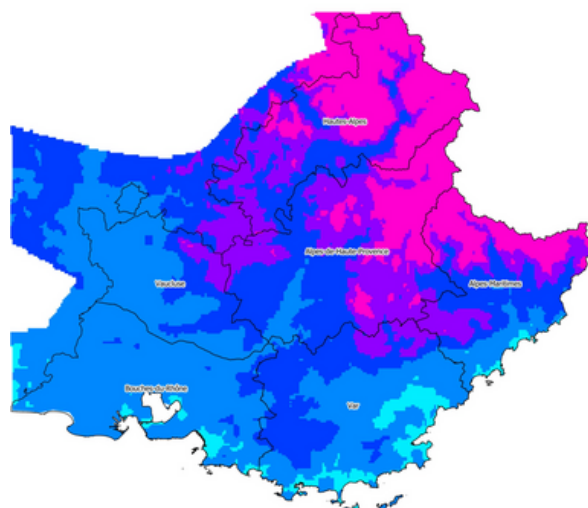 Hautes-Alpes
Alpes de Haute Provence
Alpes Maritimes
Vaucluse
Bouches du Rhône
Var